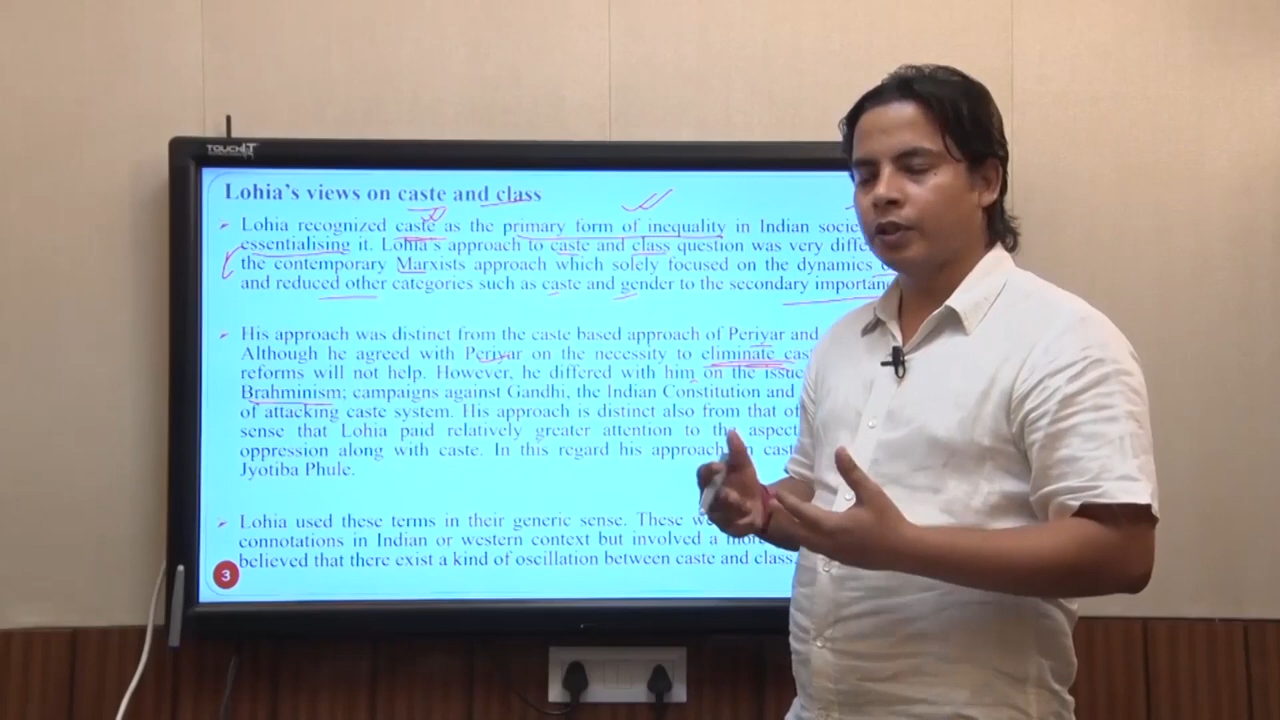 TOUCHIT
Lohia's views on caste and class
Lohia recognized caste as the primary form of inequality in Indian
essentialising it. Lohia's approach to caste and class question was very
the contemporary Marxists approach which solely focused on the dynamics
and reduced other categories such as caste and gender to the secondary
His approach was distinct from the caste based approach of Periyar and
Although he agreed with Periyar on the necessity to eliminate
reforms will not help. However, he differed with him on the
Brahminism; campaigns against Gandhi, the Indian Constitution and
of attacking caste system. His approach is distinct also from that of
sense that Lohia paid relatively greater attention to the
oppression along with caste. In this regard his approach
Jyotiba Phule.
Lohia used these terms in their generic sense. These
connotations in Indian or western context but involved a
believed that there exist a kind of oscillation between caste and class.
3